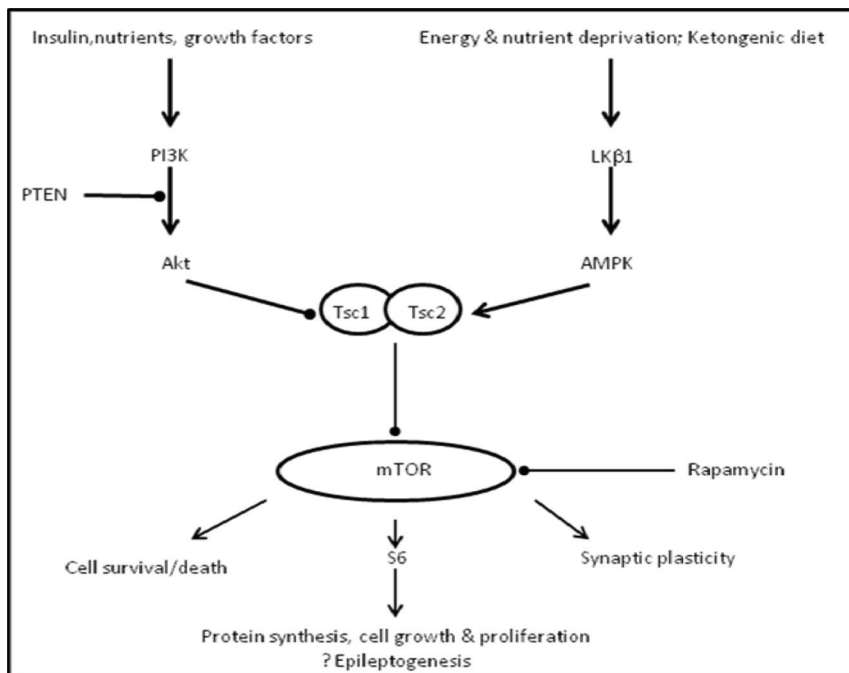 Insulin,nutrients, growth factors
Energy & nutrient deprivation; Ketongenic diet
PI3K
LKβ1
PTEN
Akt
AMPK
Tsc1
Tsc2
mTOR
Rapamycin
Cell survival/death
S6
Synaptic plasticity
Protein synthesis, cell growth & proliferation
? Epileptogenesis